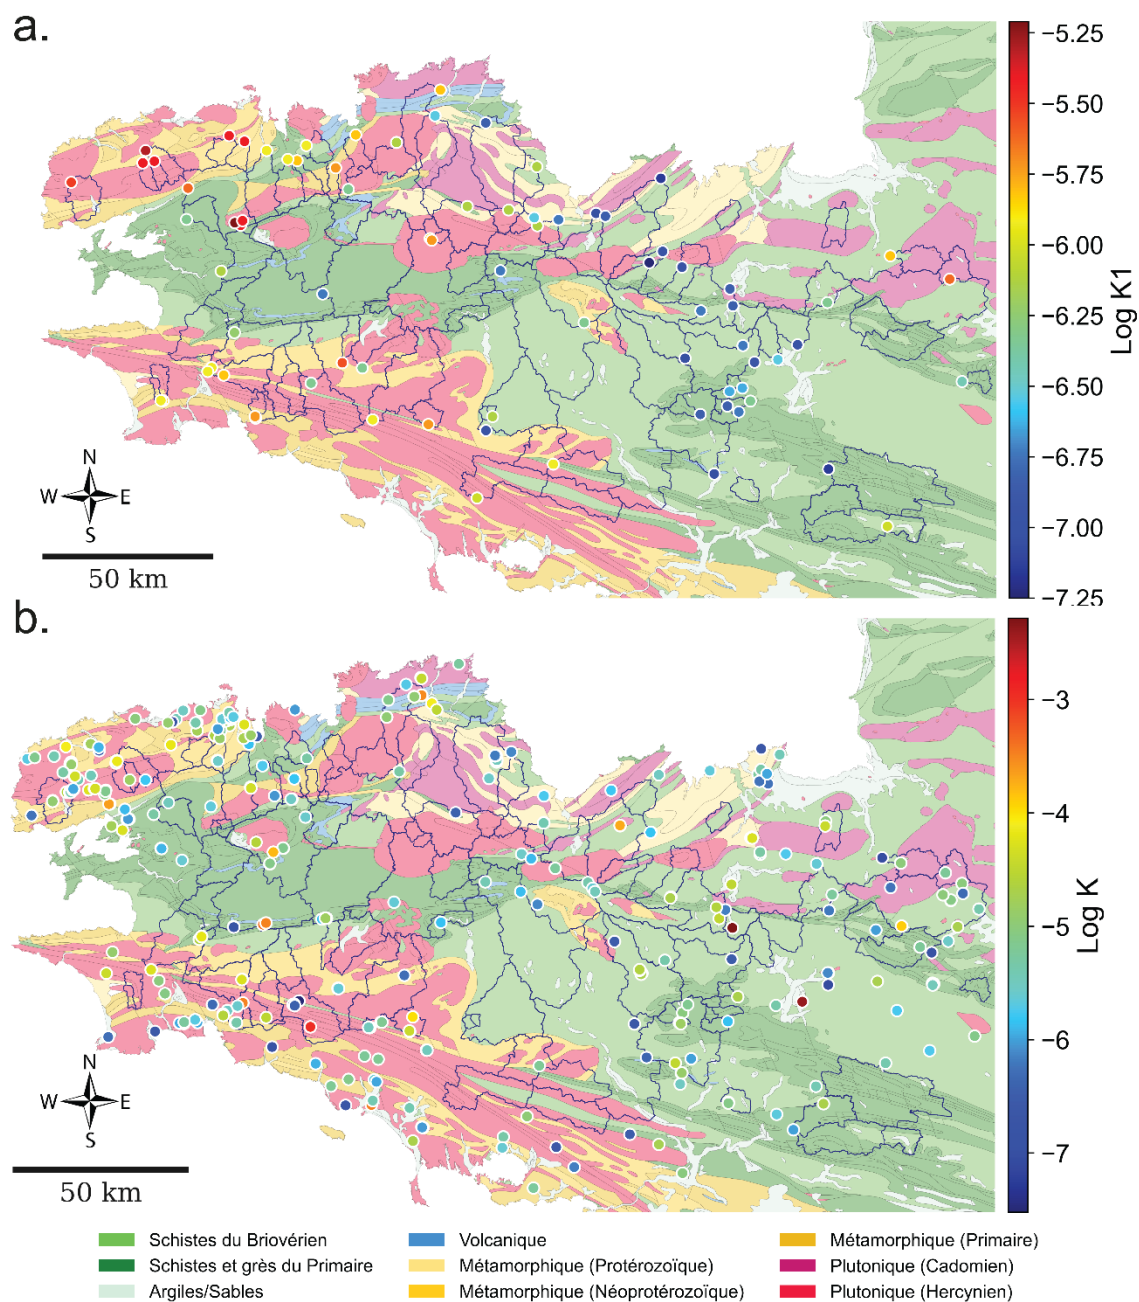 a.
−5.25
−5.50
−5.75
−6.00
−6.25
−6.50
−6.75
−7.00
−7.25
Log K1
N
W E
S
50 km
b.
−3
−4
−5
−6
−7
Log K
N
W E
S
50 km
Schistes du Briovérien
Schistes et grès du Primaire
Argiles/Sables
Volcanique
Métamorphique (Protérozoïque)
Métamorphique (Néoprotérozoïque)
Métamorphique (Primaire)
Plutonique (Cadomien)
Plutonique (Hercynien)